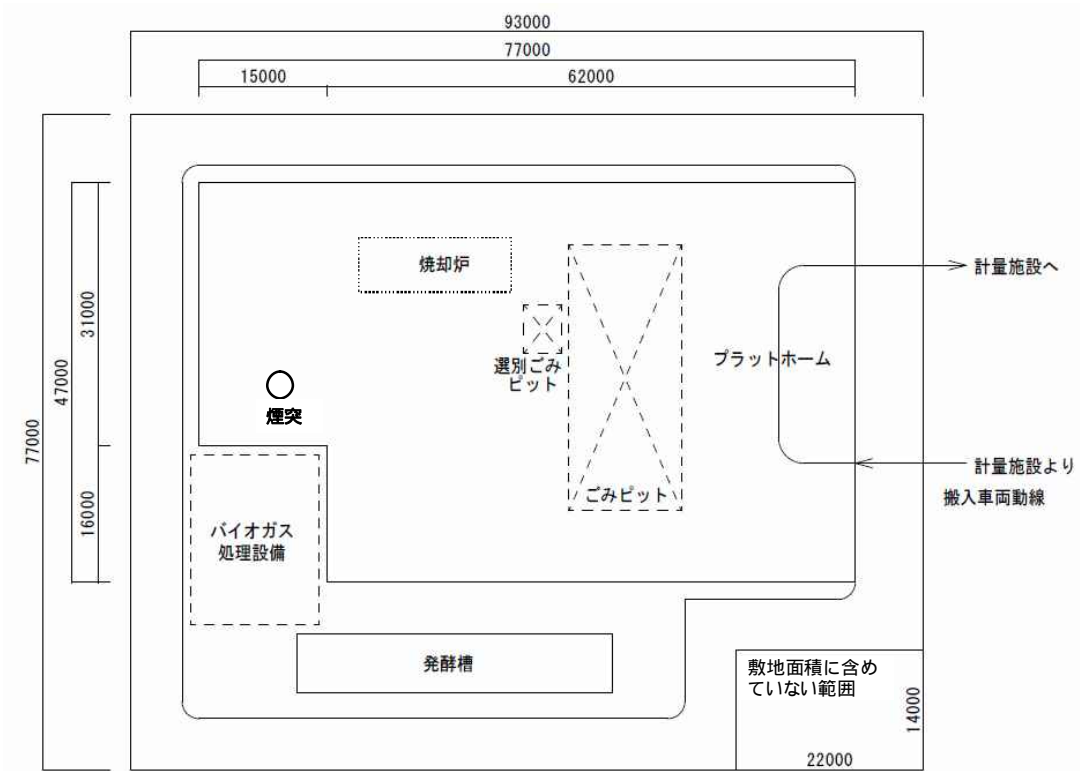 93000
77000
15000
62000
焼却炉
計量施設へ
31000
選別ごみ
ピット
プラットホーム
47000
煙突
77000
計量施設より
ごみピット
搬入車両動線
16000
バイオガス
処理設備
発酵槽
敷地面積に含め
ていない範囲
14000
22000